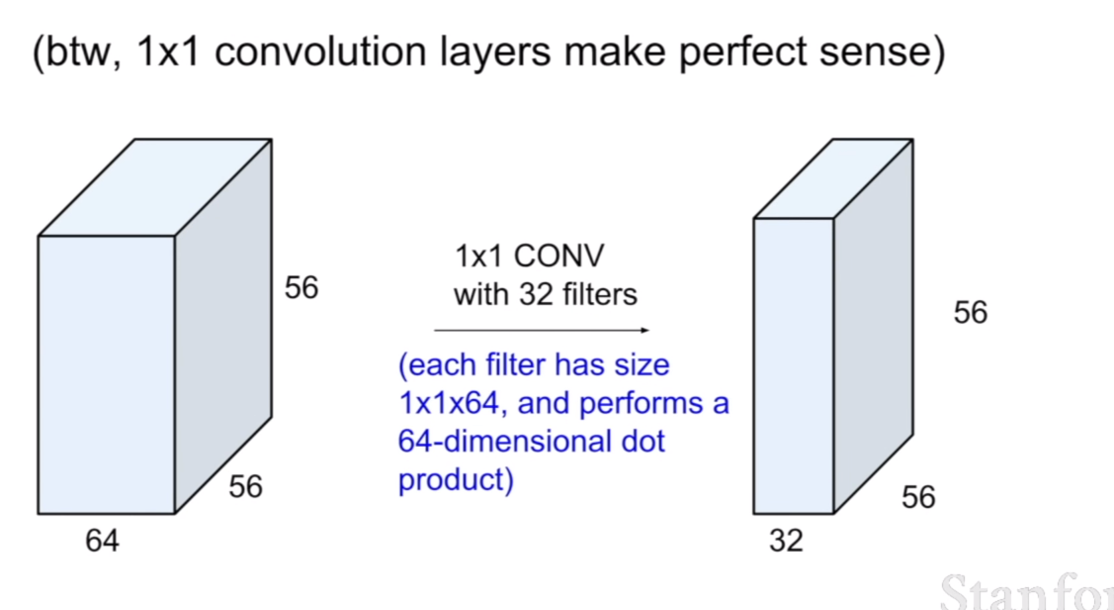 (btw, 1x1 convolution layers make perfect sense)
56
1x1 CONV
with 32 filters
56
(each filter has size
1x1x64, and performs a
64-dimensional dot
product)
56
56
64
32